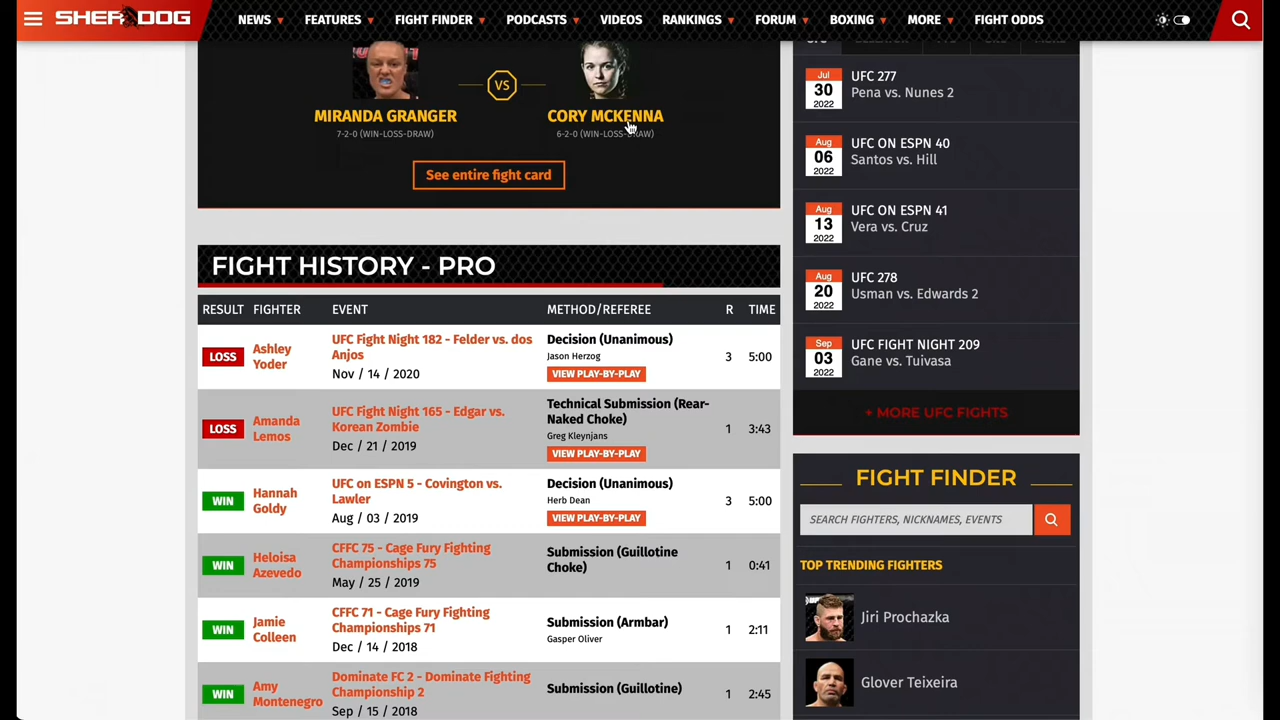 SHERDOG
NEWS ▼ FEATURES ▼ FIGHT FINDER ▼ PODCASTS ▼ VIDEOS RANKINGS ▼ FORUM ▼ BOXING ▼ MORE ▼ FIGHT ODDS
MIRANDA GRANGER
7-2-0 (WIN-LOSS-DRAW)
VS
CORY MCKENNA
6-2-0 (WIN-LOSS-DRAW)
See entire fight card
FIGHT HISTORY - PRO
RESULT FIGHTER EVENT METHOD/REFEREE R TIME
LOSS
Ashley
Yoder
UFC Fight Night 182 - Felder vs. dos
Anjos
Nov / 14 / 2020
Decision (Unanimous)
Jason Herzog
VIEW PLAY-BY-PLAY
3 5:00
LOSS
Amanda
Lemos
UFC Fight Night 165 - Edgar vs.
Korean Zombie
Dec / 21 / 2019
Technical Submission (Rear-
Naked Choke)
Greg Kleynjans
VIEW PLAY-BY-PLAY
1 3:43
WIN
Hannah
Goldy
UFC on ESPN 5 - Covington vs.
Lawler
Aug / 03 / 2019
Decision (Unanimous)
Herb Dean
VIEW PLAY-BY-PLAY
3 5:00
WIN
Heloisa
Azevedo
CFFC 75 - Cage Fury Fighting
Championships 75
May / 25 / 2019
Submission (Guillotine
Choke)
1 0:41
WIN
Jamie
Colleen
CFFC 71 - Cage Fury Fighting
Championships 71
Dec / 14 / 2018
Submission (Armbar)
Gasper Oliver
1 2:11
WIN
Amy
Montenegro
Dominate FC 2 - Dominate Fighting
Championship 2
Sep / 15 / 2018
Submission (Guillotine)
1 2:45
Jul
30
2022
UFC 277
Pena vs. Nunes 2
Aug
06
2022
UFC ON ESPN 40
Santos vs. Hill
Aug
13
2022
UFC ON ESPN 41
Vera vs. Cruz
Aug
20
2022
UFC 278
Usman vs. Edwards 2
Sep
03
2022
UFC FIGHT NIGHT 209
Gane vs. Tuivasa
+ MORE UFC FIGHTS
FIGHT FINDER
SEARCH FIGHTERS, NICKNAMES, EVENTS
TOP TRENDING FIGHTERS
Jiri Prochazka
Glover Teixeira